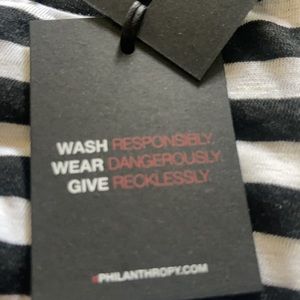 WASH RESPONSIBLY.
WEAR DANGEROUSLY.
GIVE RECKLESSLY.
#PHILANTHROPY.COM